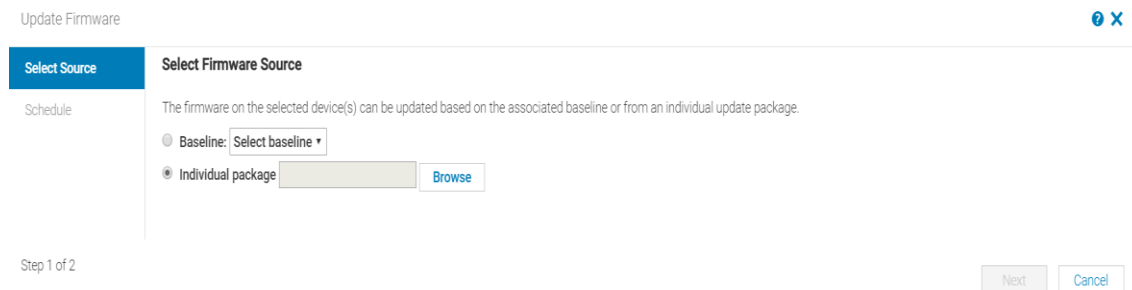 Update Firmware
Select Source
Schedule
Select Firmware Source
The firmware on the selected device(s) can be updated based on the associated baseline or from an individual update package.
Baseline: Select baseline
Individual package Browse
Step 1 of 2
Next Cancel